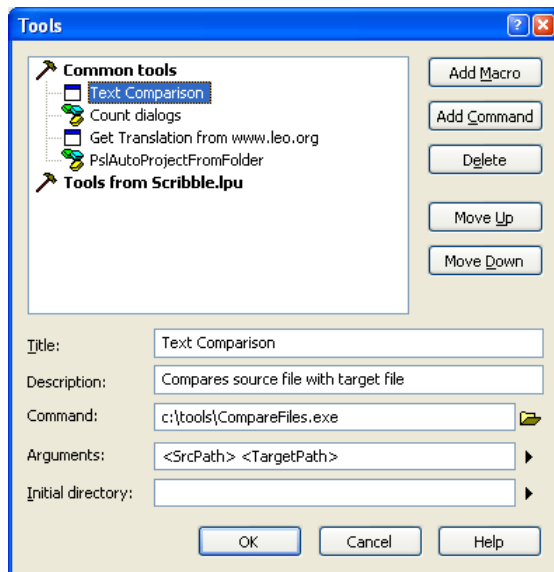 Tools
Common tools
Text Comparison
Count dialogs
Get Translation from www.leo.org
PslAutoProjectFromFolder
Tools from Scribble.lpu
Add Macro
Add Command
Delete
Move Up
Move Down
Title: Text Comparison
Description: Compares source file with target file
Command: c:\tools\CompareFiles.exe
Arguments: <SrcPath> <TargetPath>
Initial directory:
OK Cancel Help